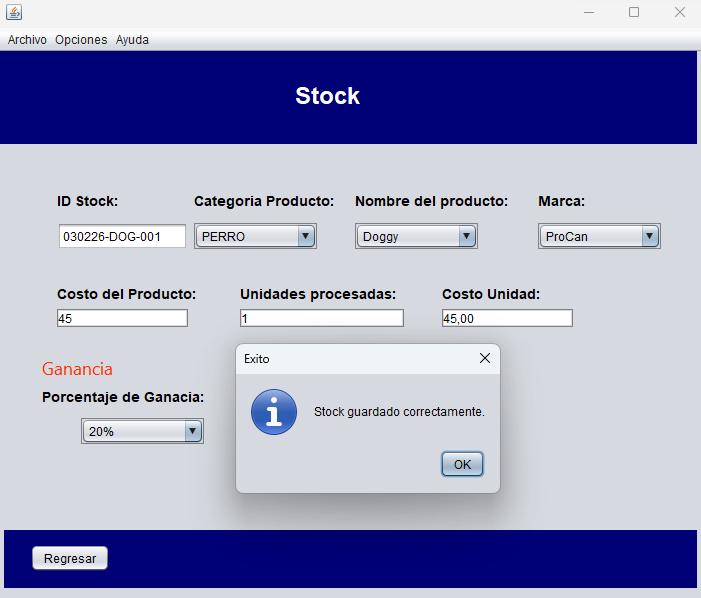 Archivo Opciones Ayuda
Stock
ID Stock: Categoria Producto: Nombre del producto: Marca:
030226-DOG-001 PERRO Doggy ProCan
Costo del Producto: Unidades procesadas: Costo Unidad:
45 1 45,00
Ganancia
Porcentaje de Ganacia:
20%
Exito
Stock guardado correctamente.
OK
Regresar